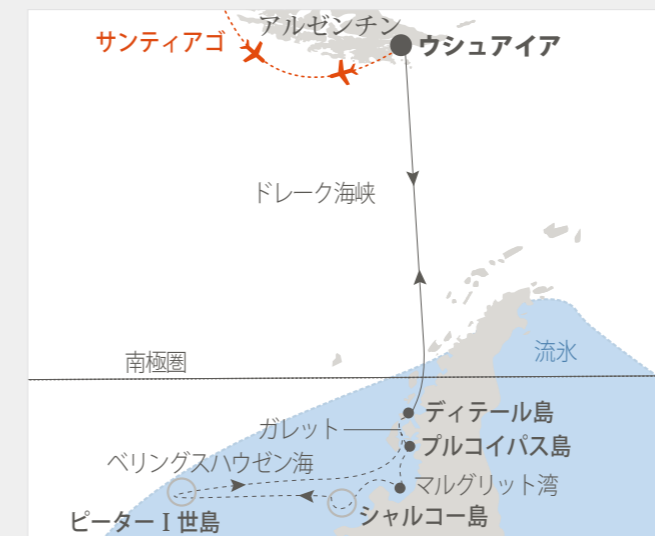 アルゼンチン
サンティアゴ
ウシュアイア
ドレーク海峡
流氷
南極圏
ディテール島
ガレット
プルコイパス島
ベリングスハウゼン海
マルグリット湾
ピーターⅠ世島
シャルコー島